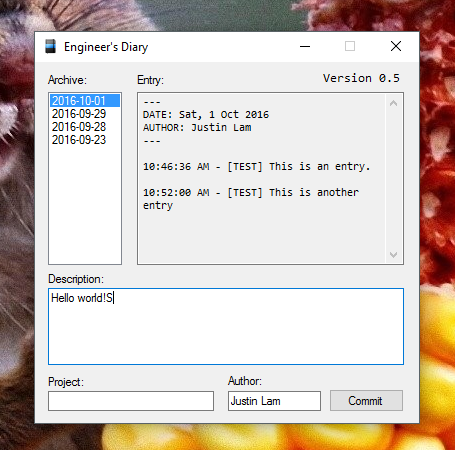 Engineer's Diary
Archive:
Entry:
Version 0.5
2016-10-01
2016-09-29
2016-09-28
2016-09-23
---
DATE: Sat, 1 Oct 2016
AUTHOR: Justin Lam
---
10:46:36 AM - [TEST] This is an entry.
10:52:00 AM - [TEST] This is another
entry
Description:
Hello world!S
Project:
Author:
Justin Lam
Commit